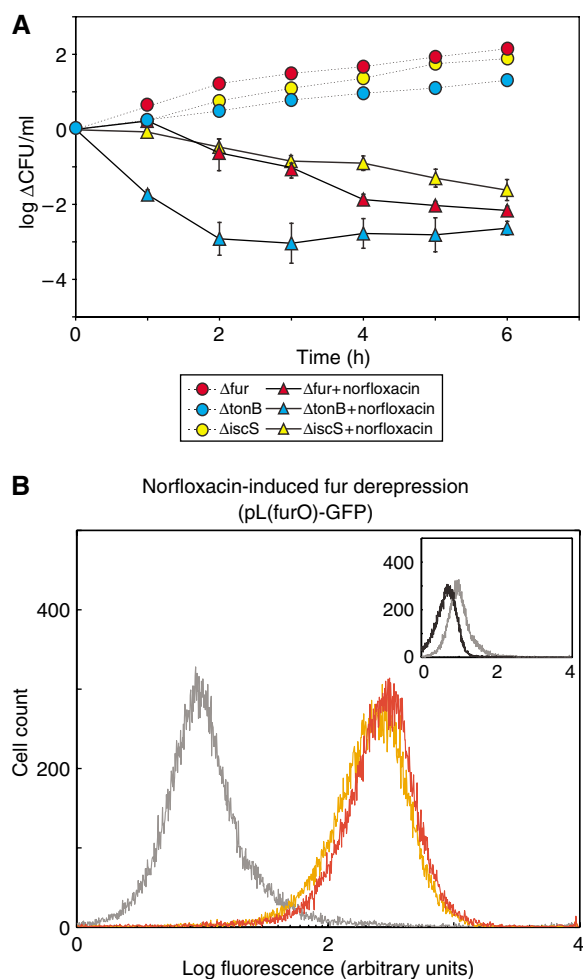 A
log ΔCFU/ml
2
0
−2
−4
0
2
4
6
Time (h)
Δfur Δfur+norfloxacin
ΔtonB ΔtonB+norfloxacin
ΔiscS ΔiscS+norfloxacin
B
Norfloxacin-induced fur derepression
(pL(furO)-GFP)
Cell count
400
200
0
0
2
4
Log fluorescence (arbitrary units)
400
300
0
0
2
4